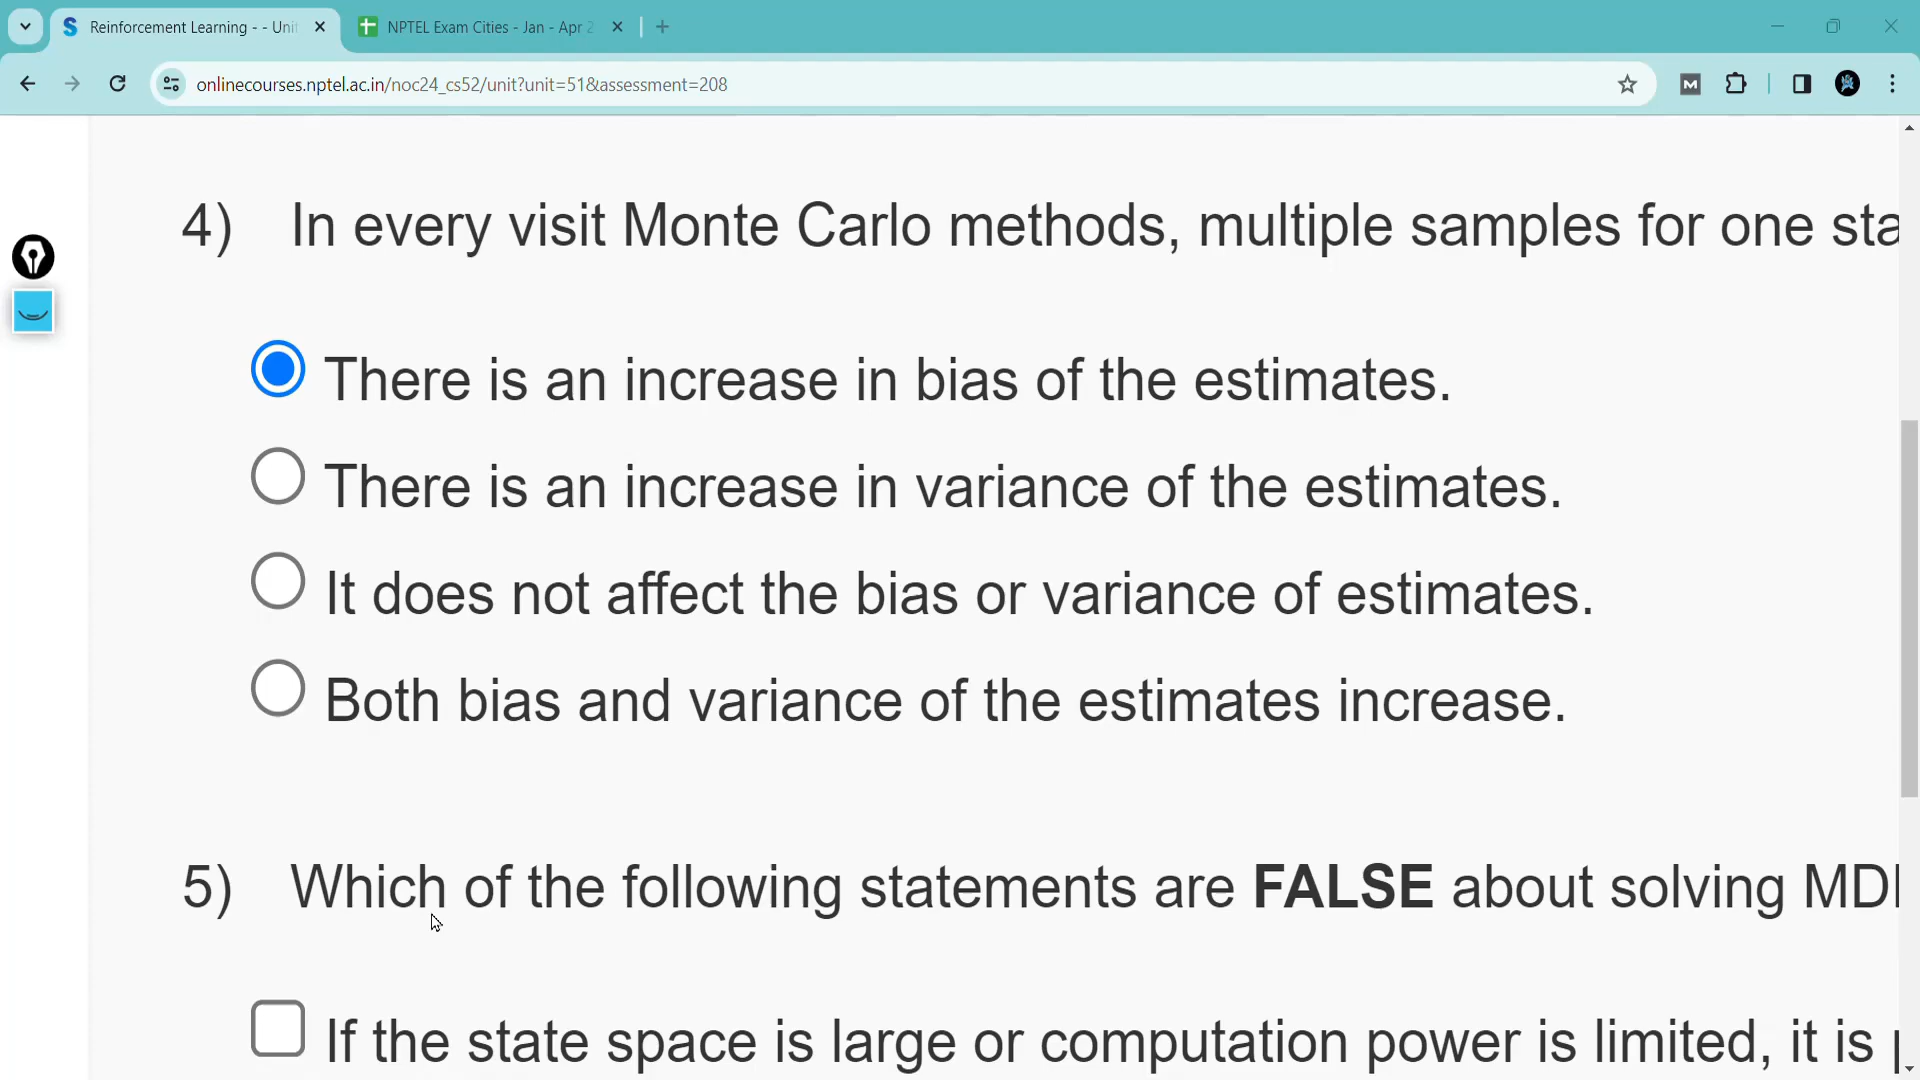 Reinforcement Learning - - Uni
NPTEL Exam Cities - Jan - Apr 2
onlinecourses.nptel.ac.in/noc24_cs52/unit?unit=51&assessment=208
4) In every visit Monte Carlo methods, multiple samples for one sta
There is an increase in bias of the estimates.
There is an increase in variance of the estimates.
It does not affect the bias or variance of estimates.
Both bias and variance of the estimates increase.
5) Which of the following statements are FALSE about solving MD
If the state space is large or computation power is limited, it is